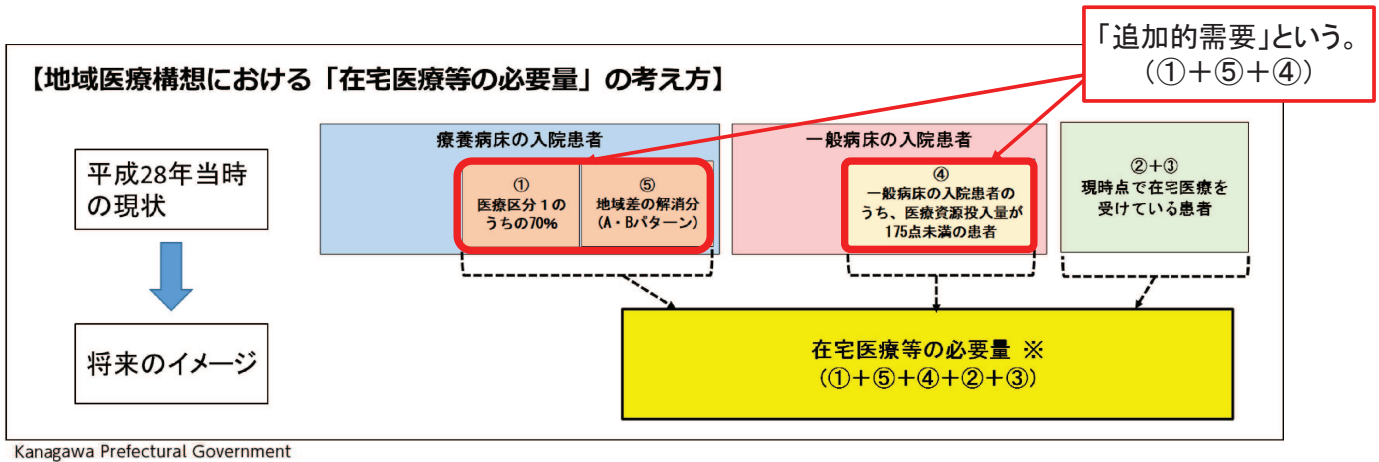 「追加的需要」という。
(①+⑤+④)
【地域医療構想における「在宅医療等の必要量」の考え方】
平成28年当時
の現状
療養病床の入院患者
①
医療区分1の
うちの70%
⑤
地域差の解消分
(A・Bパターン)
一般病床の入院患者
④
一般病床の入院患者の
うち、医療資源投入量が
175点未満の患者
②+③
現時点で在宅医療を
受けている患者
将来のイメージ
在宅医療等の必要量 ※
(①+⑤+④+②+③)
Kanagawa Prefectural Government